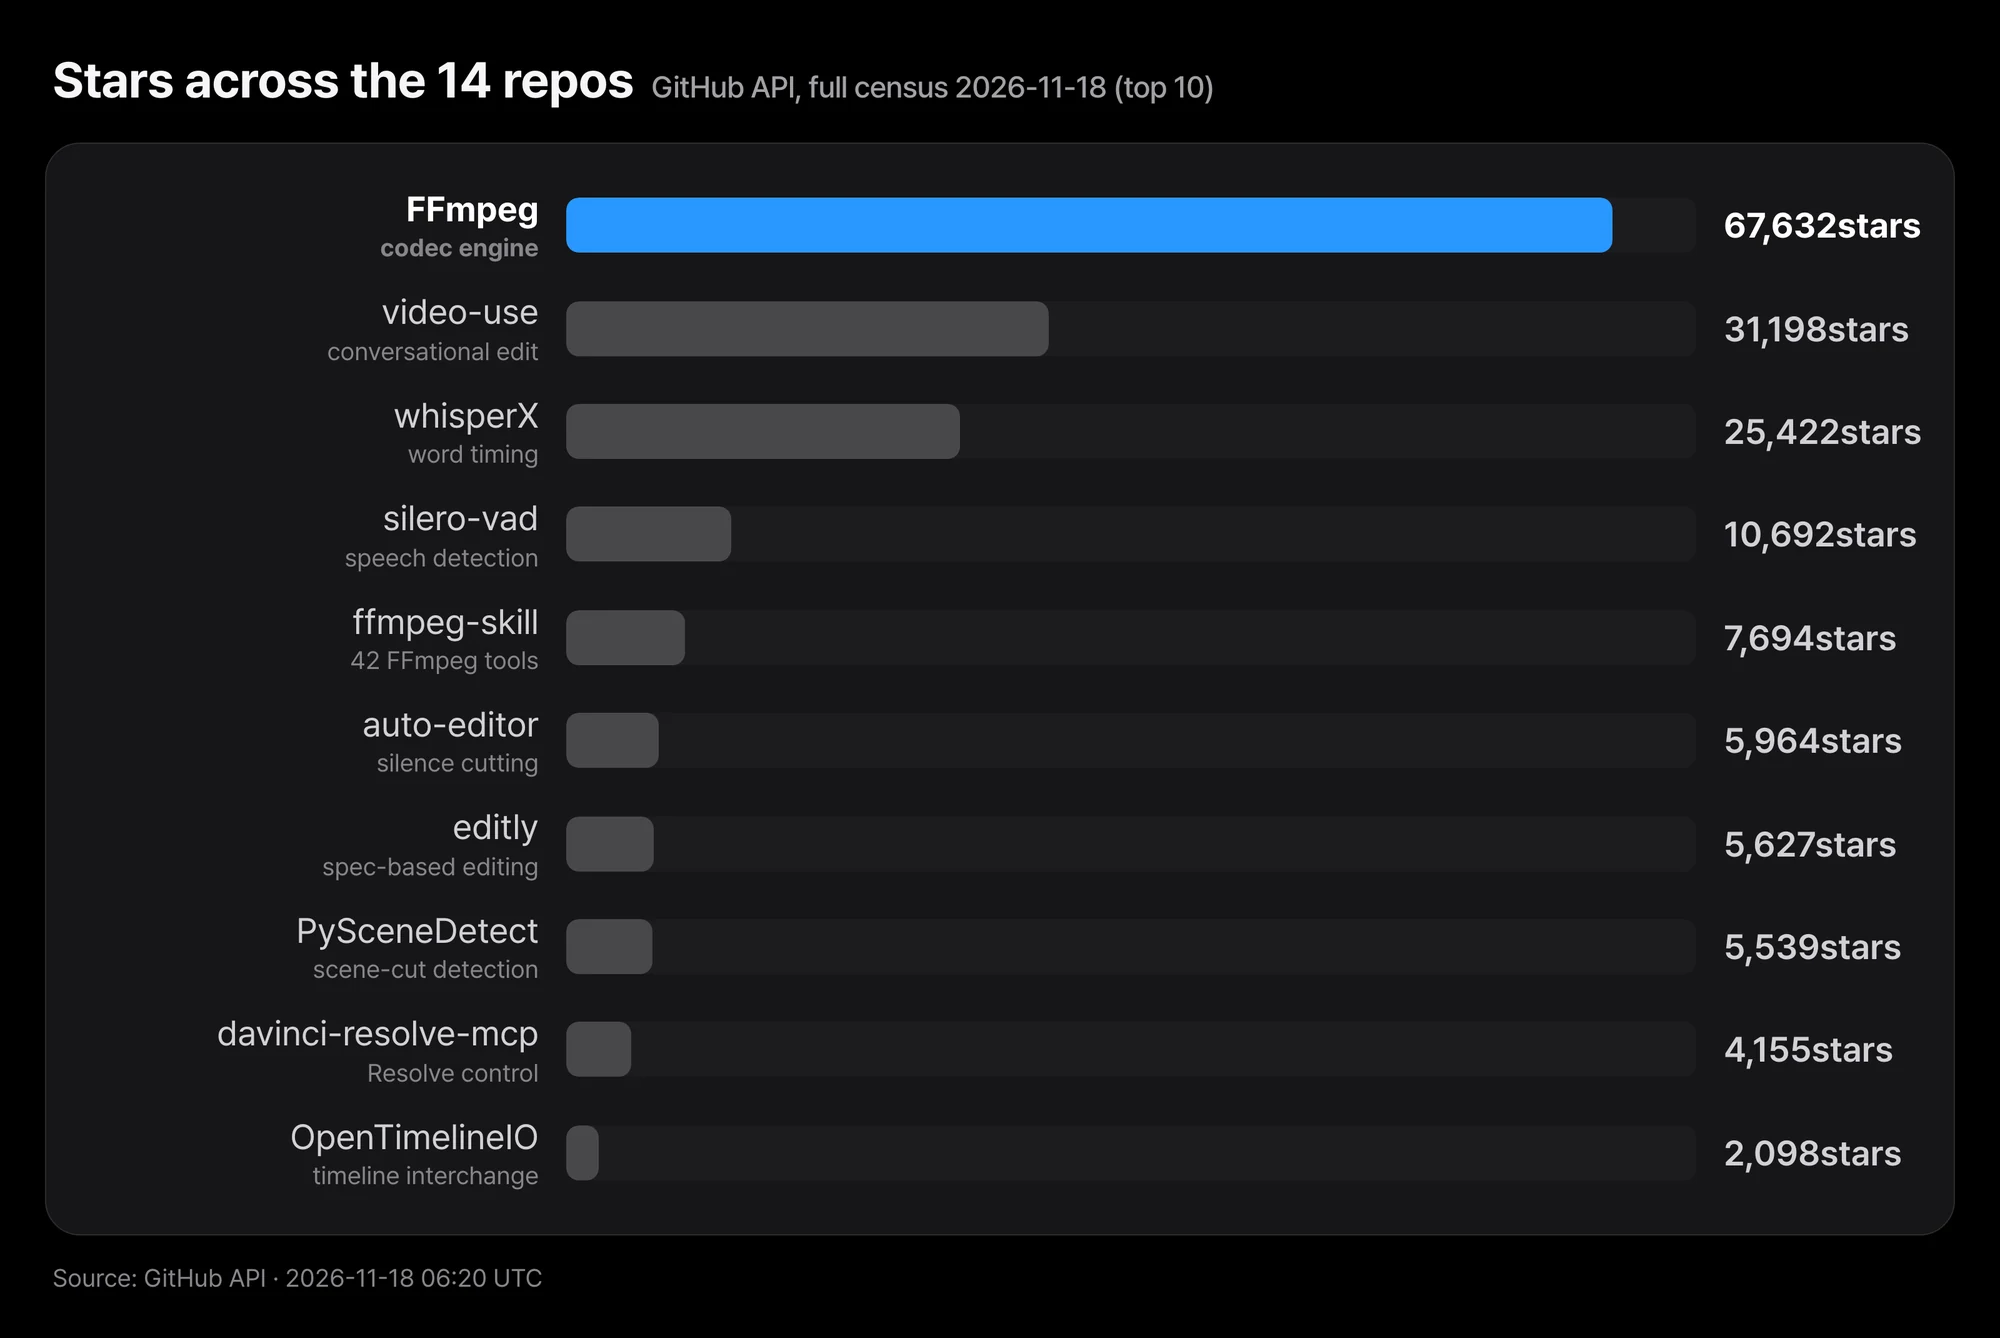 Stars across the 14 repos GitHub API, full census 2026-11-18 (top 10)
FFmpeg
codec engine
67,632stars
video-use
conversational edit
31,198stars
whisperX
word timing
25,422stars
silero-vad
speech detection
10,692stars
ffmpeg-skill
42 FFmpeg tools
7,694stars
auto-editor
silence cutting
5,964stars
editly
spec-based editing
5,627stars
PySceneDetect
scene-cut detection
5,539stars
davinci-resolve-mcp
Resolve control
4,155stars
OpenTimelineIO
timeline interchange
2,098stars
Source: GitHub API · 2026-11-18 06:20 UTC